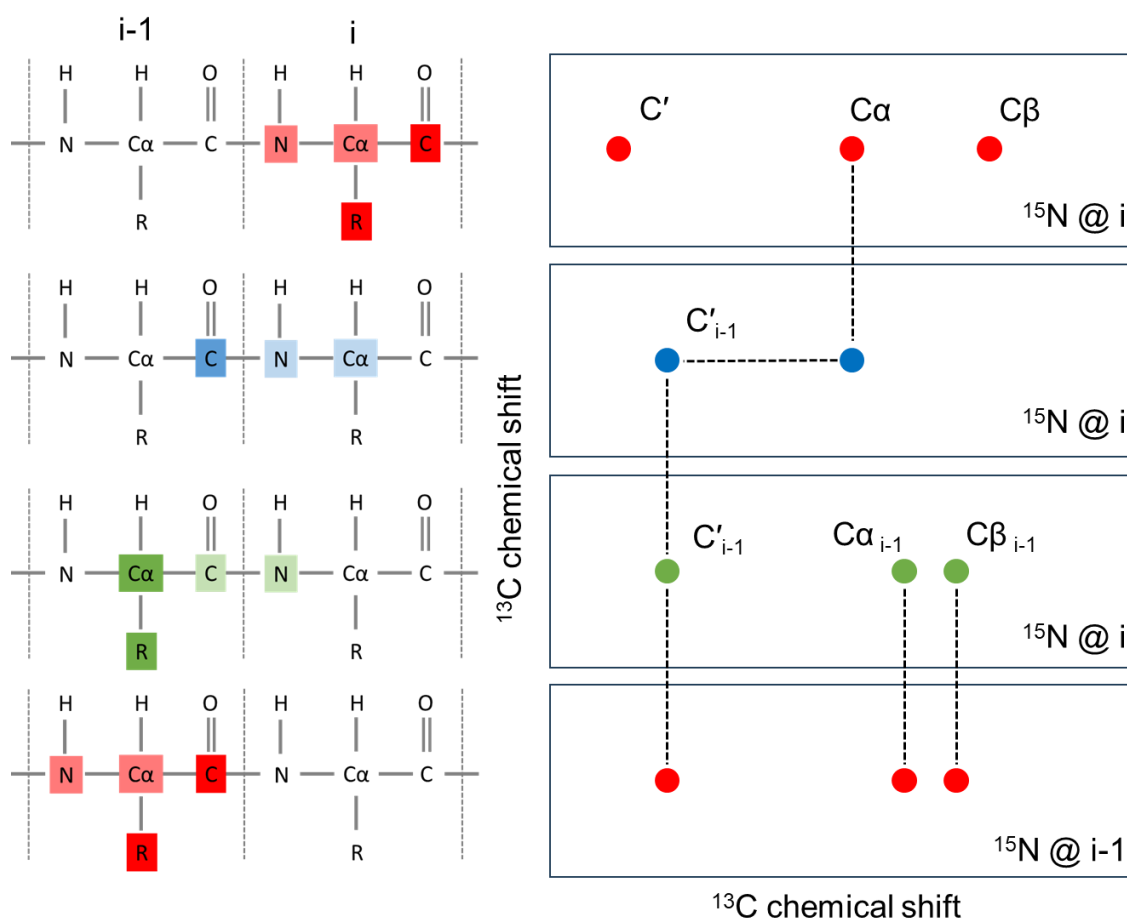 i-1 i
H H O H H O
N Cα C N Cα C
R R
H H O H H O
N Cα C N Cα C
R R
H H O H H O
N Cα C N Cα C
R R
H H O H H O
N Cα C N Cα C
R R
¹³C chemical shift
C′ Cα Cβ
¹⁵N @ i
C′i-1
¹⁵N @ i
C′i-1 Cα i-1 Cβ i-1
¹⁵N @ i
¹⁵N @ i-1
¹³C chemical shift